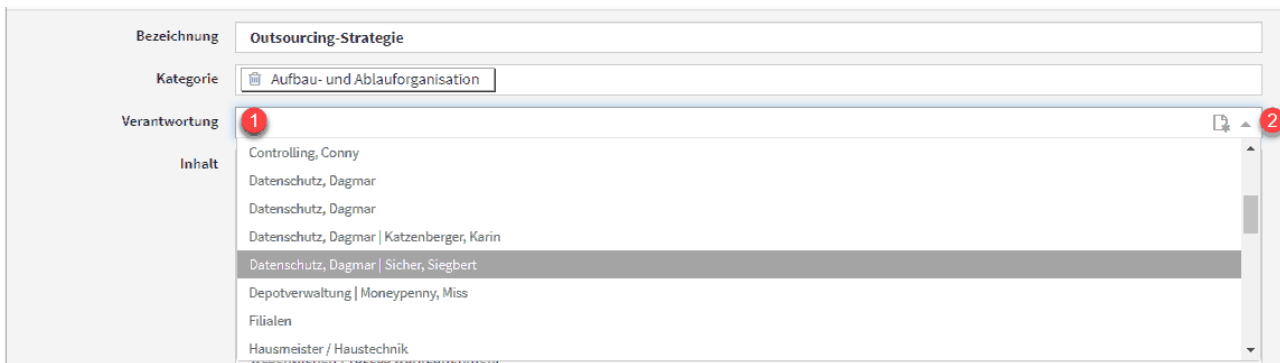 Bezeichnung Outsourcing-Strategie
Kategorie Aufbau- und Ablauforganisation
Verantwortung 1 2
Inhalt
Controlling, Conny
Datenschutz, Dagmar
Datenschutz, Dagmar
Datenschutz, Dagmar | Katzenberger, Karin
Datenschutz, Dagmar | Sicher, Siegbert
Depotverwaltung | Moneypenny, Miss
Filialen
Hausmeister / Haustechnik